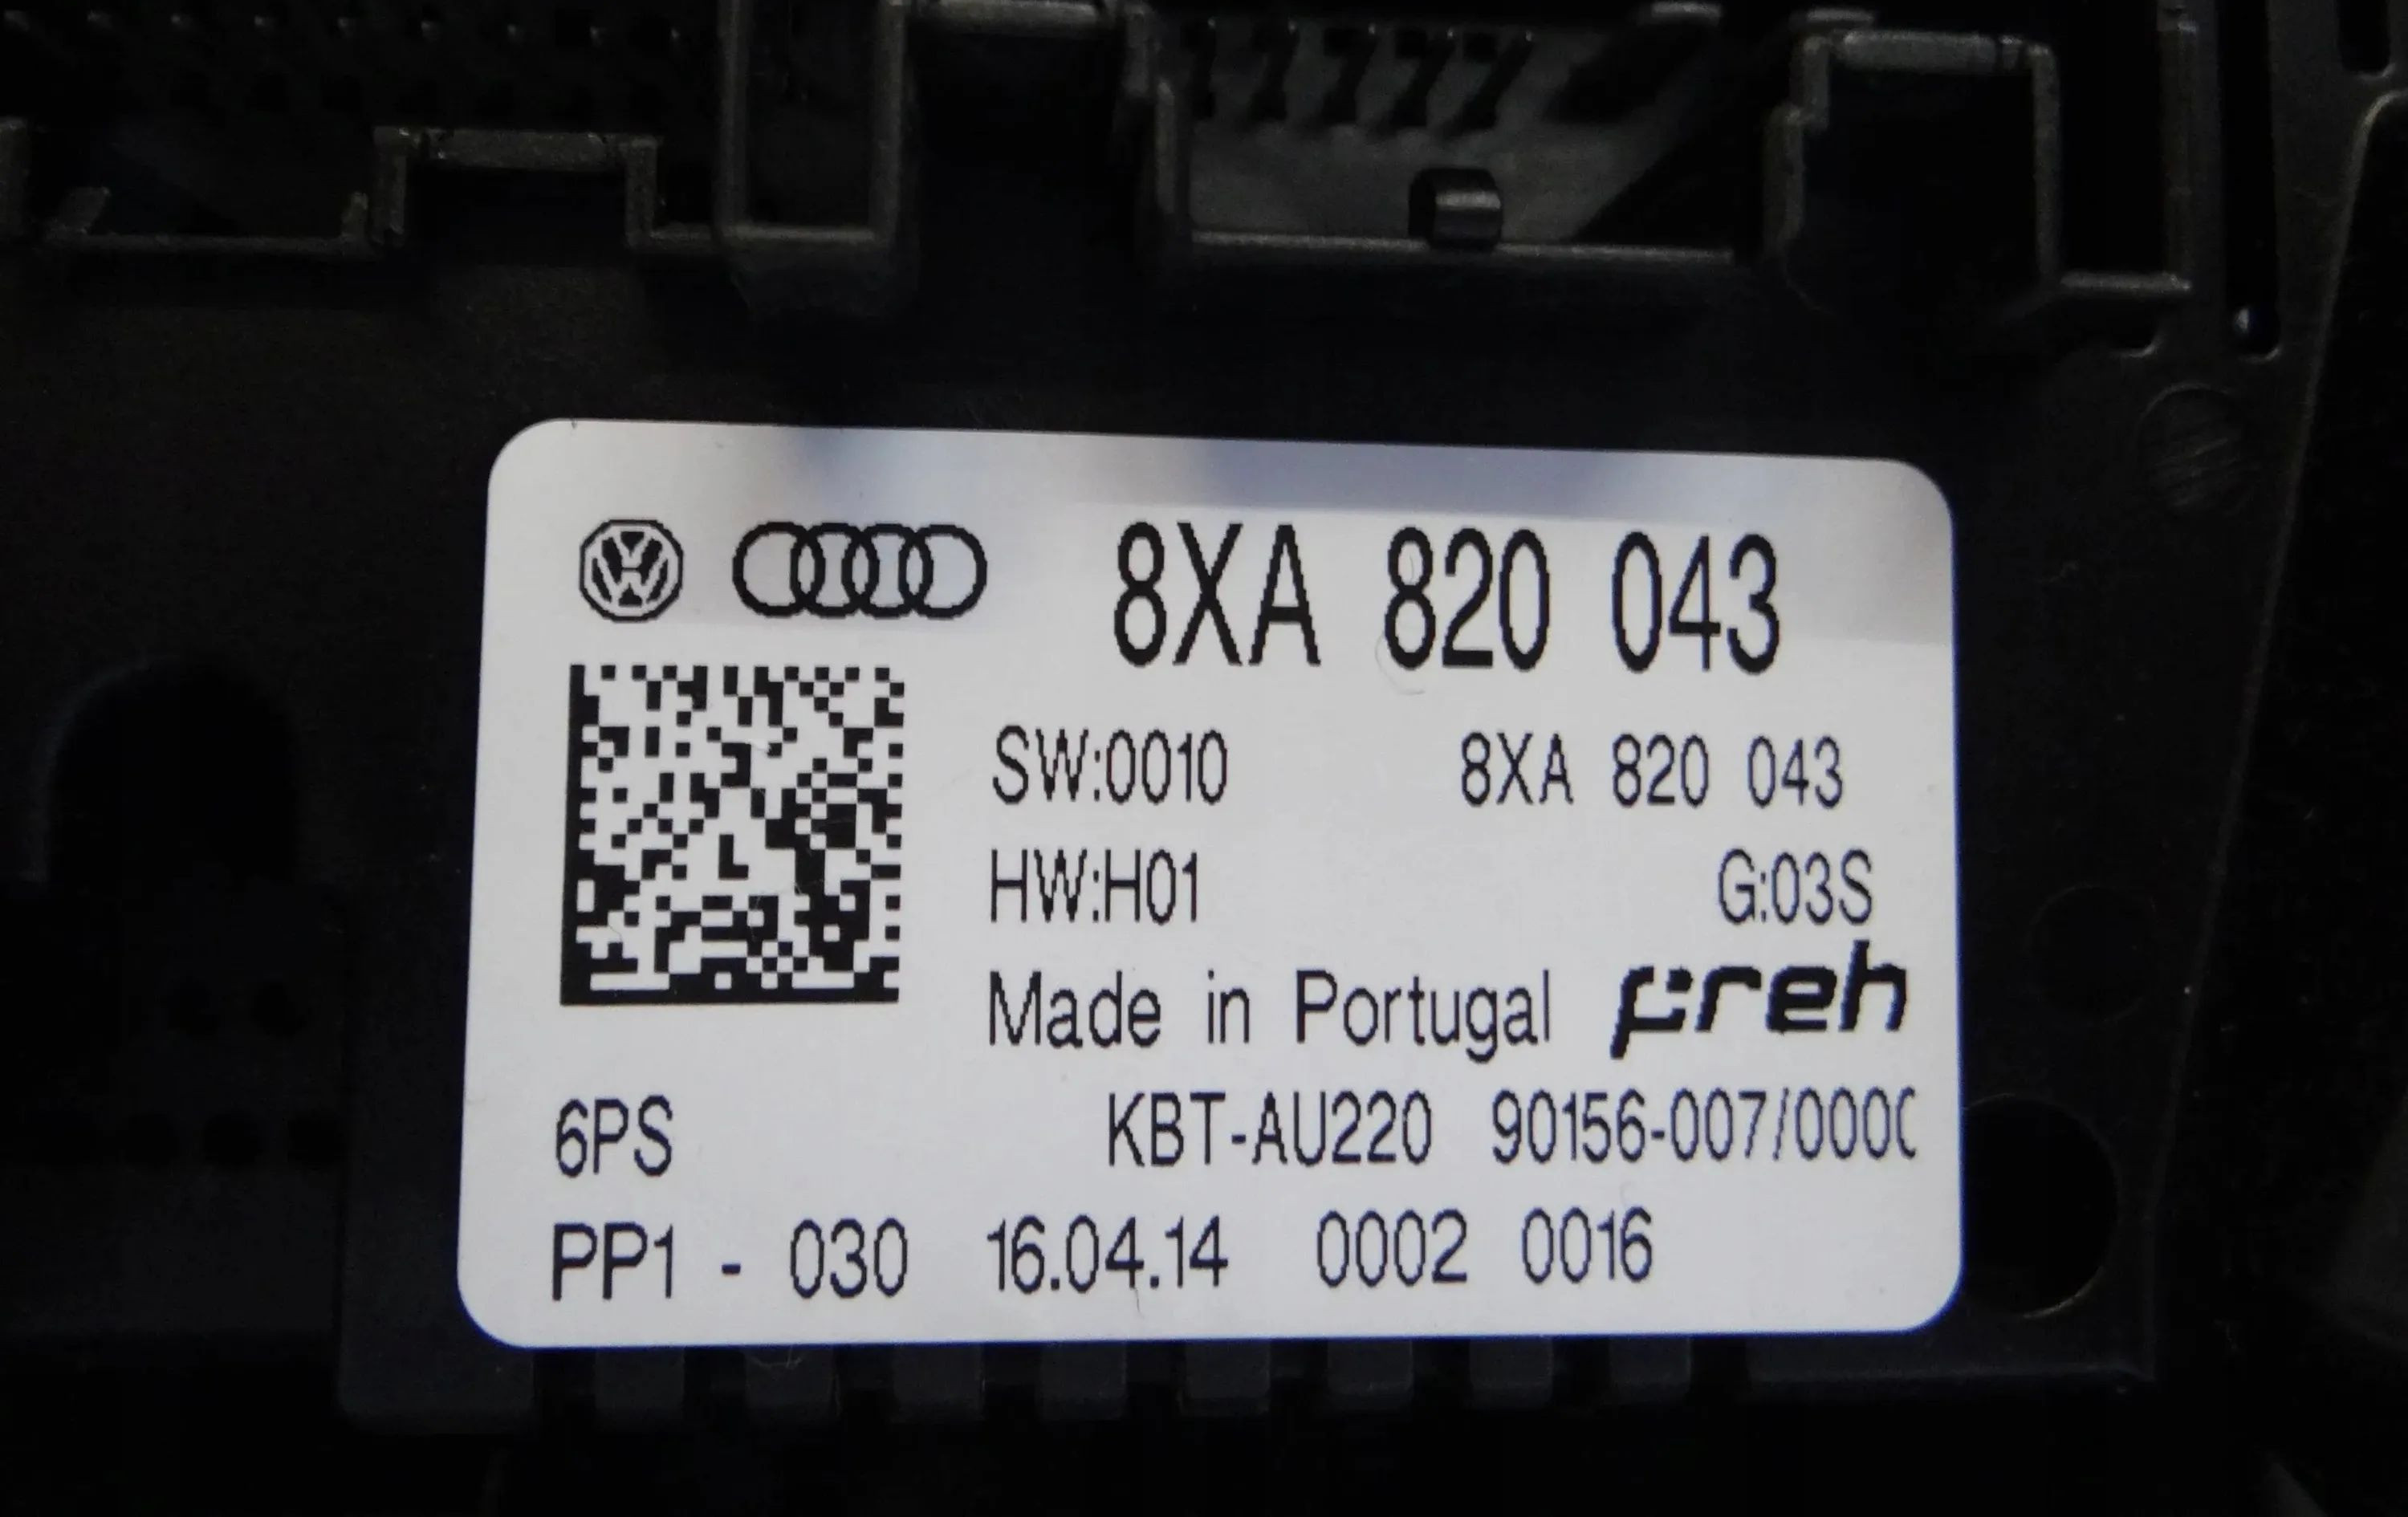 8XA 820 043
SW:0010 8XA 820 043
HW:H01 G:03S
Made in Portugal preh
6PS KBT-AU220 90156-007/000
PP1 - 030 16.04.14 0002 0016